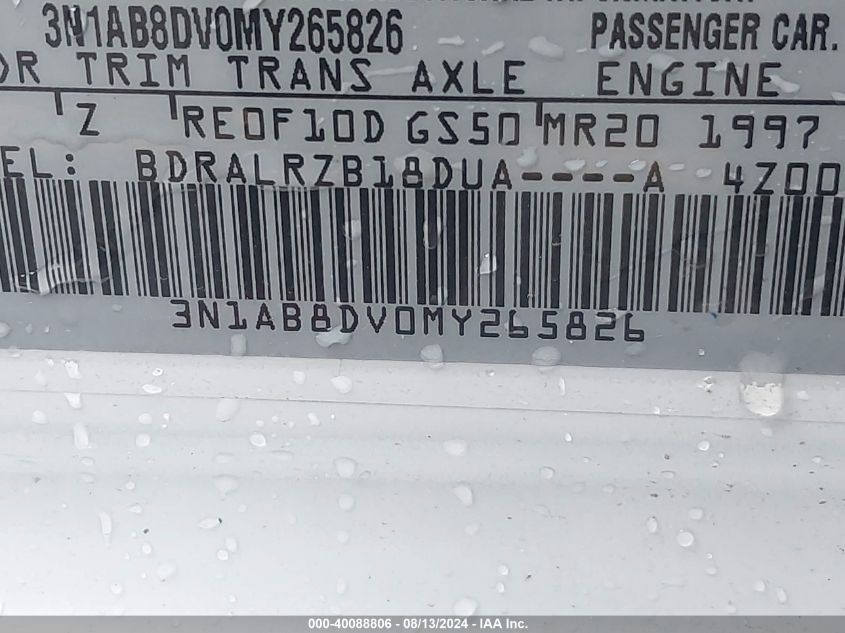 3N1AB8DV0MY265826 PASSENGER CAR.
OR TRIM TRANS AXLE ENGINE
Z RE0F10D GS50 MR20 1997
EL: BDRALRZB18DUA----A 4Z00
3N1AB8DV0MY265826
000-40088806 - 08/13/2024 - IAA Inc.